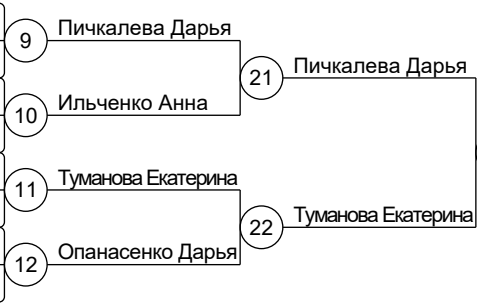 9 Пичкалева Дарья
21 Пичкалева Дарья
10 Ильченко Анна
11 Туманова Екатерина
22 Туманова Екатерина
12 Опанасенко Дарья